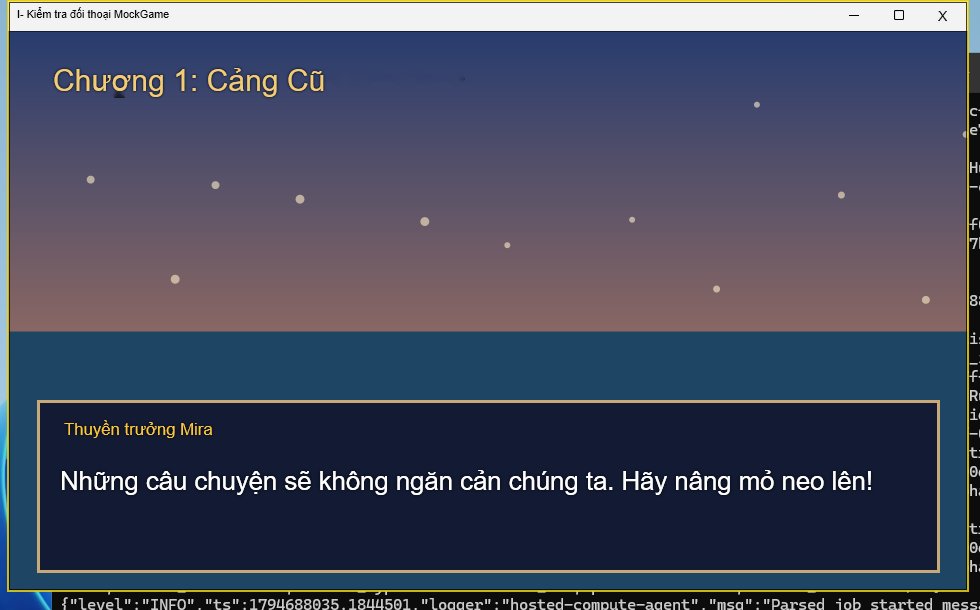 I- Kiểm tra đối thoại MockGame
Chương 1: Cảng Cũ
Thuyền trưởng Mira
Những câu chuyện sẽ không ngăn cản chúng ta. Hãy nâng mỏ neo lên!
{"level":"INFO","ts":1794688035.1844501,"logger":"hosted-compute-agent","msg":"Parsed job started mes